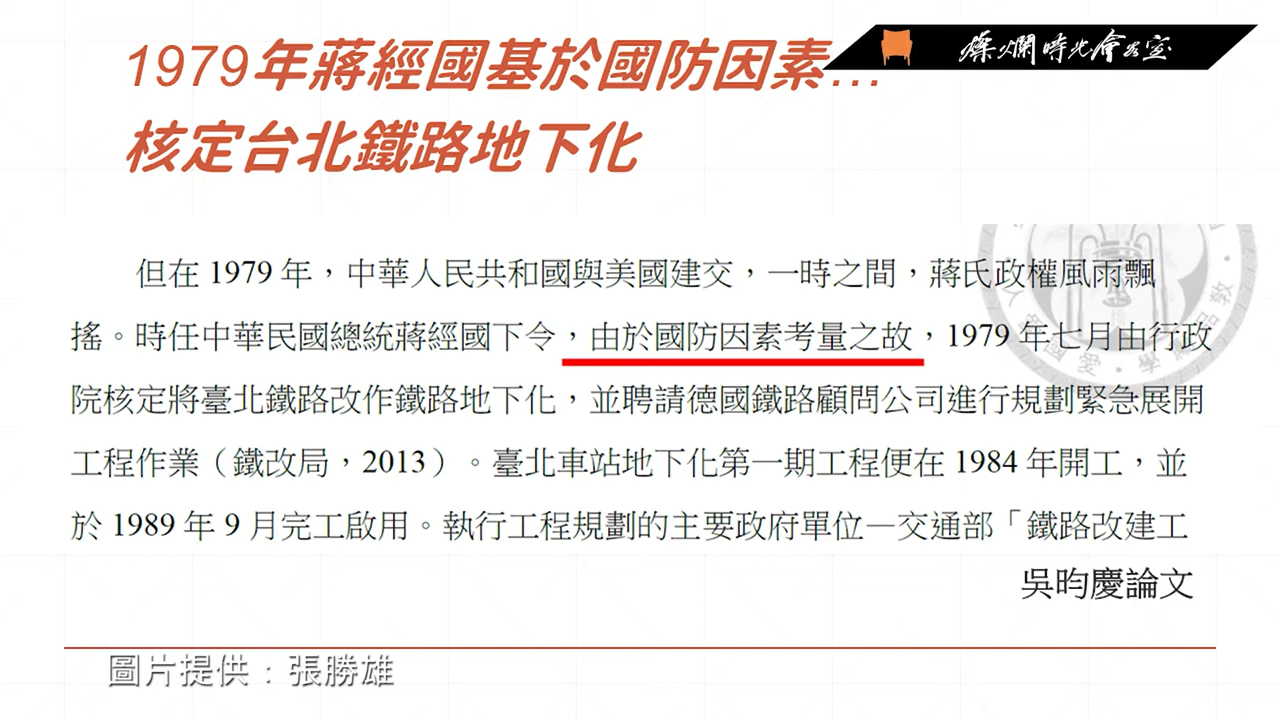 1979年蔣經國基於國防因素...
燦爛時光會客室
核定台北鐵路地下化
但在 1979 年，中華人民共和國與美國建交，一時之間，蔣氏政權風雨飄
搖。時任中華民國總統蔣經國下令，由於國防因素考量之故，1979 年七月由行政
院核定將臺北鐵路改作鐵路地下化，並聘請德國鐵路顧問公司進行規劃緊急展開
工程作業（鐵改局，2013）。臺北車站地下化第一期工程便在 1984 年開工，並
於 1989 年 9 月完工啟用。執行工程規劃的主要政府單位—交通部「鐵路改建工
吳昀慶論文
圖片提供：張勝雄